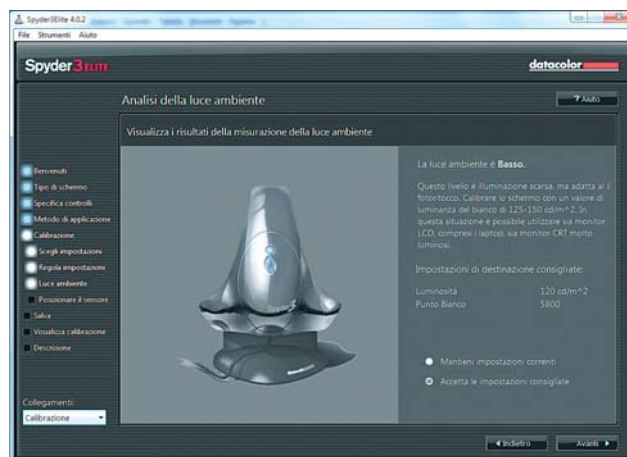 Spyder3Elite 4.0.2
File Strumenti Aiuto
Spyder3ELITE
datacolor
Analisi della luce ambiente
? Aiuto
Visualizza i risultati della misurazione della luce ambiente
Benvenuti
Tipo di schermo
Specifica controlli
Metodo di applicazione
Calibrazione
Scegli impostazioni
Regola impostazioni
Luce ambiente
Posizionare il sensore
Salva
Visualizza calibrazione
Descrizione
La luce ambiente è Basso.
Questo livello è illuminazione scarsa, ma adatta al il
fotoritocco. Calibrare lo schermo con un valore di
luminanza del bianco di 125-150 cd/m^2. In
questa situazione è possibile utilizzare sia monitor
LCD, compresi i laptop, sia monitor CRT molto
luminosi.
Impostazioni di destinazione consigliate:
Luminosità 120 cd/m^2
Punto Bianco 5800
Mantieni impostazioni correnti
Accetta le impostazioni consigliate
Spyder3
Collegamenti:
Calibrazione
Indietro
Avanti